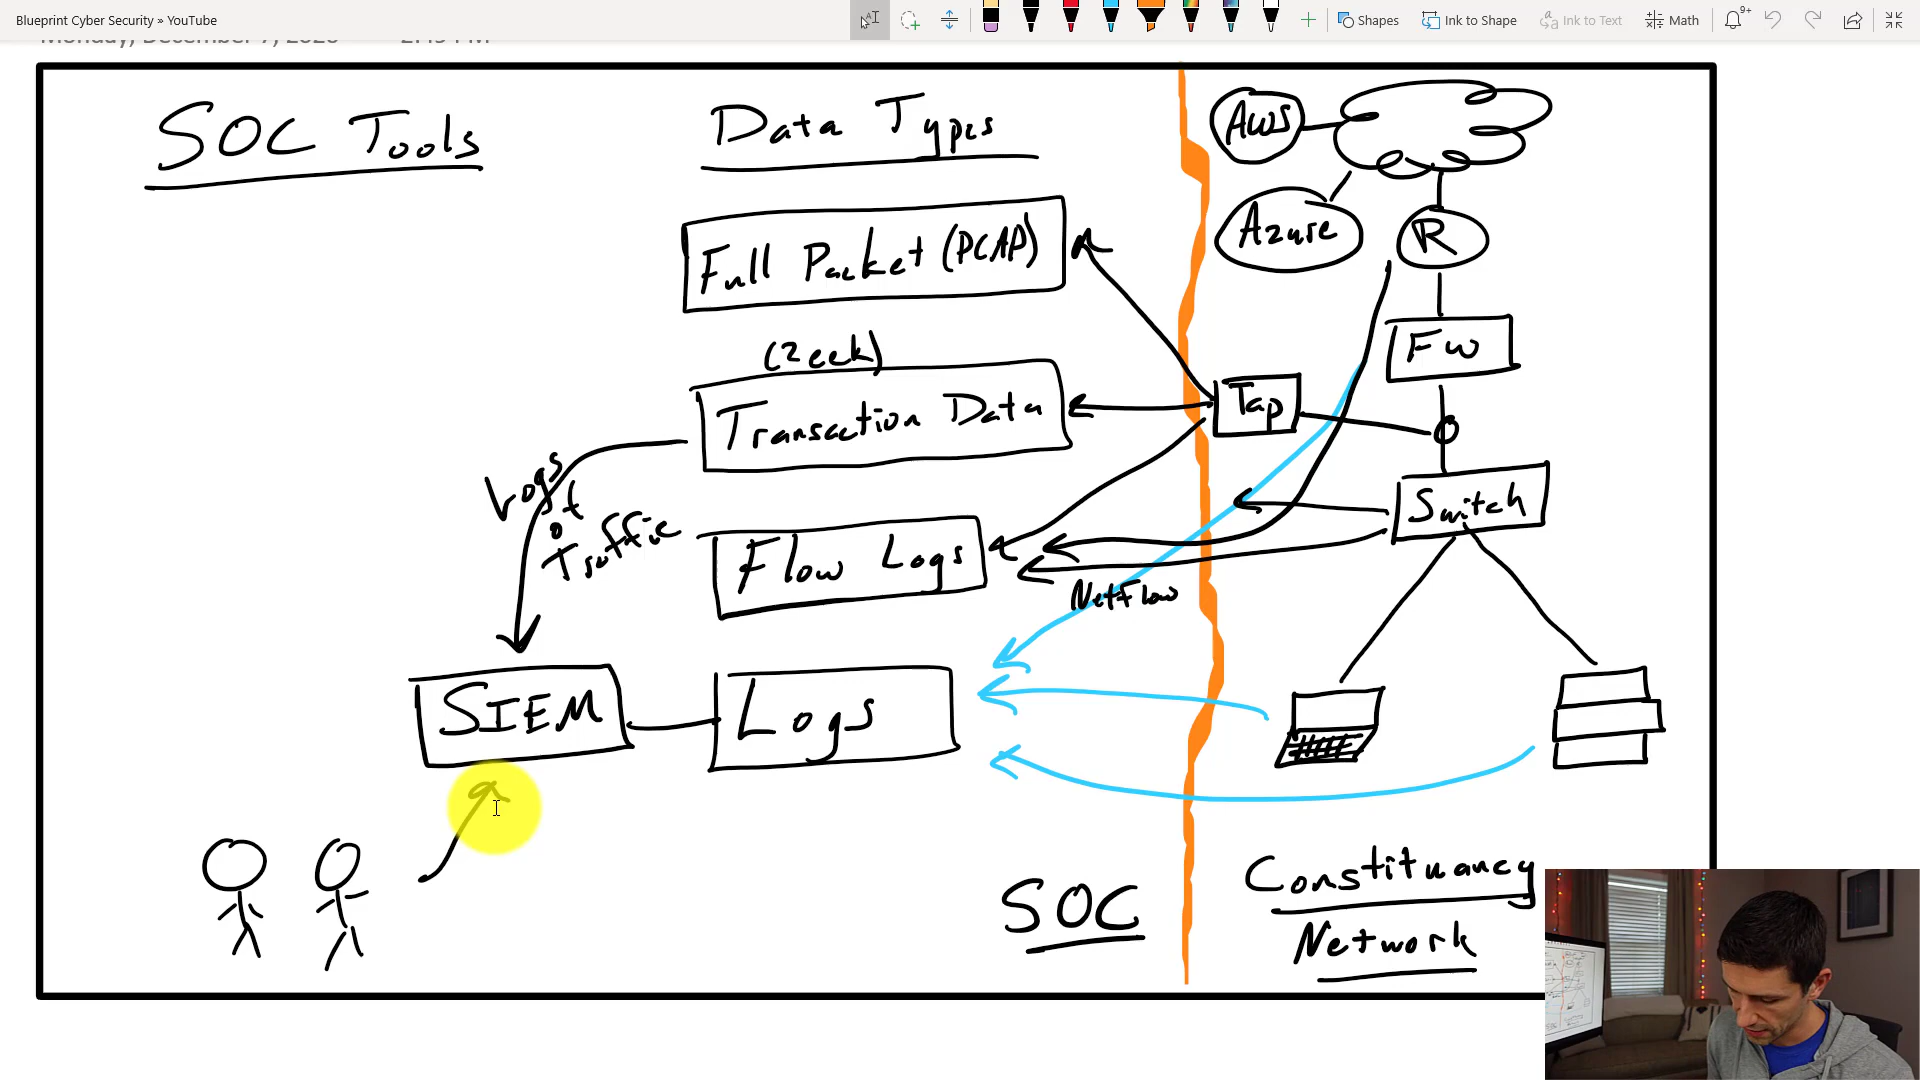 Blueprint Cyber Security » YouTube
Shapes
Ink to Shape
Ink to Text
Math
9+
SOC Tools
Data Types
Full Packet (PCAP)
(Zeek)
Transaction Data
Logs
of
Traffic
Flow Logs
NetFlow
SIEM
Logs
AWS
Azure
R
FW
Tap
Switch
SOC
Constituancy
Network